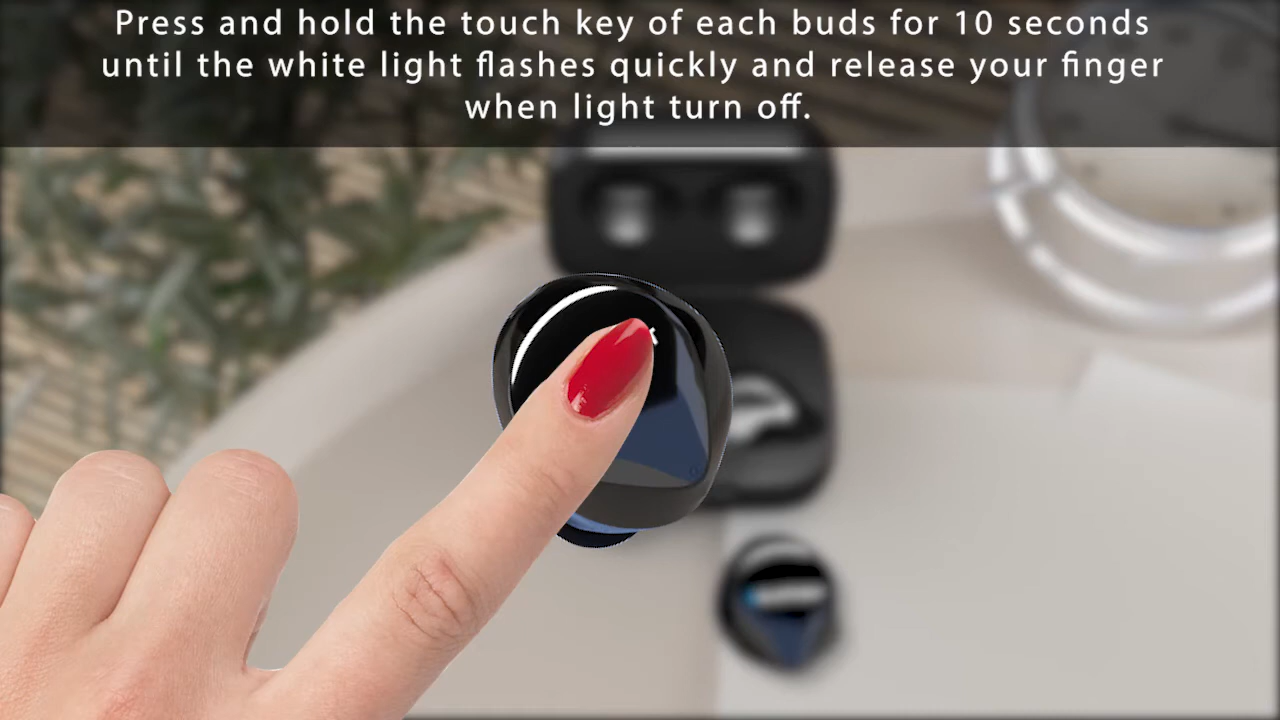 Press and hold the touch key of each buds for 10 seconds
until the white light flashes quickly and release your finger
when light turn off.